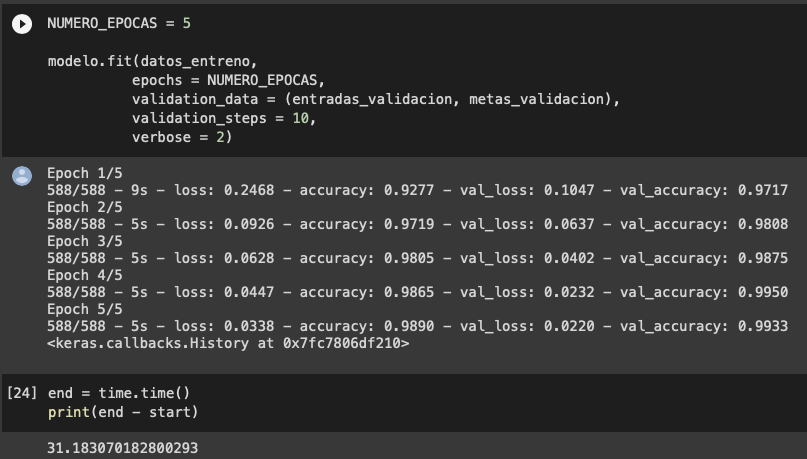 NUMERO_EPOCAS = 5
modelo.fit(datos_entreno,
epochs = NUMERO_EPOCAS,
validation_data = (entradas_validacion, metas_validacion),
validation_steps = 10,
verbose = 2)
Epoch 1/5
588/588 - 9s - loss: 0.2468 - accuracy: 0.9277 - val_loss: 0.1047 - val_accuracy: 0.9717
Epoch 2/5
588/588 - 5s - loss: 0.0926 - accuracy: 0.9719 - val_loss: 0.0637 - val_accuracy: 0.9808
Epoch 3/5
588/588 - 5s - loss: 0.0628 - accuracy: 0.9805 - val_loss: 0.0402 - val_accuracy: 0.9875
Epoch 4/5
588/588 - 5s - loss: 0.0447 - accuracy: 0.9865 - val_loss: 0.0232 - val_accuracy: 0.9950
Epoch 5/5
588/588 - 5s - loss: 0.0338 - accuracy: 0.9890 - val_loss: 0.0220 - val_accuracy: 0.9933
<keras.callbacks.History at 0x7fc7806df210>
[24] end = time.time()
print(end - start)
31.183070182800293